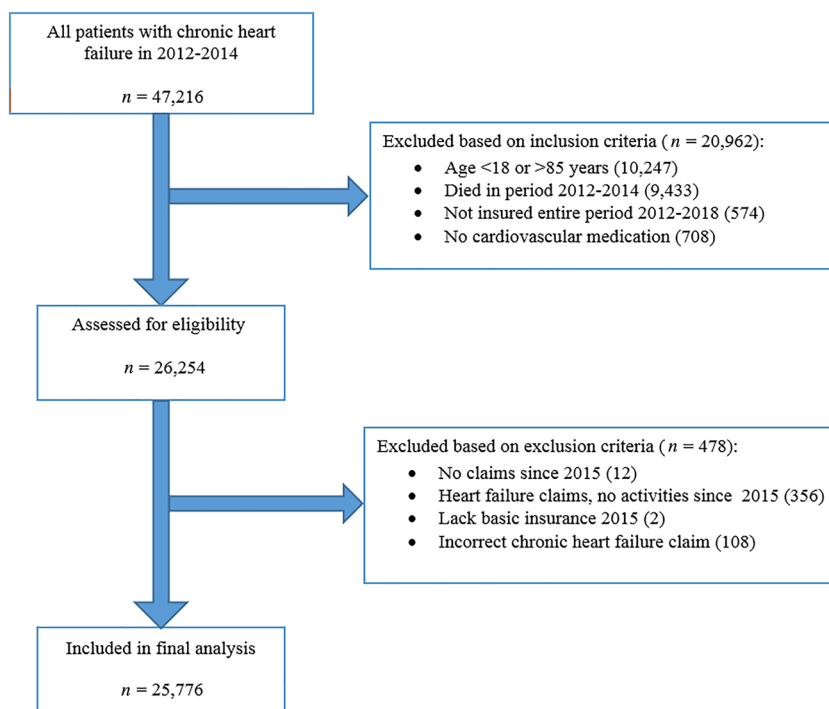 All patients with chronic heart
failure in 2012-2014
n = 47,216
Excluded based on inclusion criteria ( n = 20,962):
• Age <18 or >85 years (10,247)
• Died in period 2012-2014 (9,433)
• Not insured entire period 2012-2018 (574)
• No cardiovascular medication (708)
Assessed for eligibility
n = 26,254
Excluded based on exclusion criteria ( n = 478):
• No claims since 2015 (12)
• Heart failure claims, no activities since 2015 (356)
• Lack basic insurance 2015 (2)
• Incorrect chronic heart failure claim (108)
Included in final analysis
n = 25,776